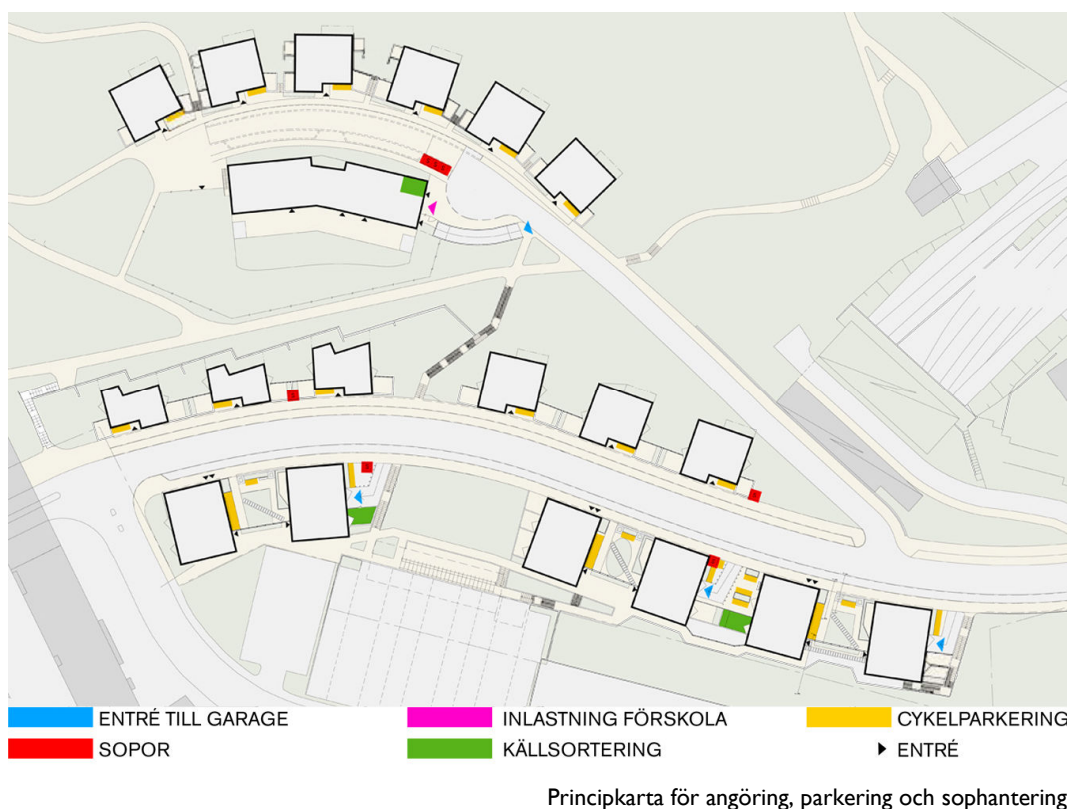 ENTRÉ TILL GARAGE
INLASTNING FÖRSKOLA
CYKELPARKERING
SOPOR
KÄLLSORTERING
ENTRÉ
Principkarta för angöring, parkering och sophantering